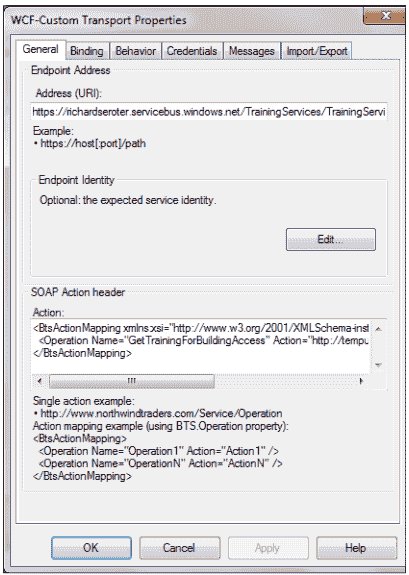 WCF-Custom Transport Properties
General Binding Behavior Credentials Messages Import/Export
Endpoint Address
Address (URI):
https://richardseroter.servicebus.windows.net/TrainingServices/TrainingServi
Example:
• https://host[:port]/path
Endpoint Identity
Optional: the expected service identity.
Edit...
SOAP Action header
Action:
<BtsActionMapping xmlns:xsi="http://www.w3.org/2001/XMLSchema-inst
<Operation Name="GetTrainingForBuildingAccess" Action="http://tempu
</BtsActionMapping>
Single action example:
• http://www.northwindtraders.com/Service/Operation
Action mapping example (using BTS.Operation property):
<BtsActionMapping>
<Operation Name="Operation1" Action="Action1" />
<Operation Name="OperationN" Action="ActionN" />
</BtsActionMapping>
OK Cancel Apply Help